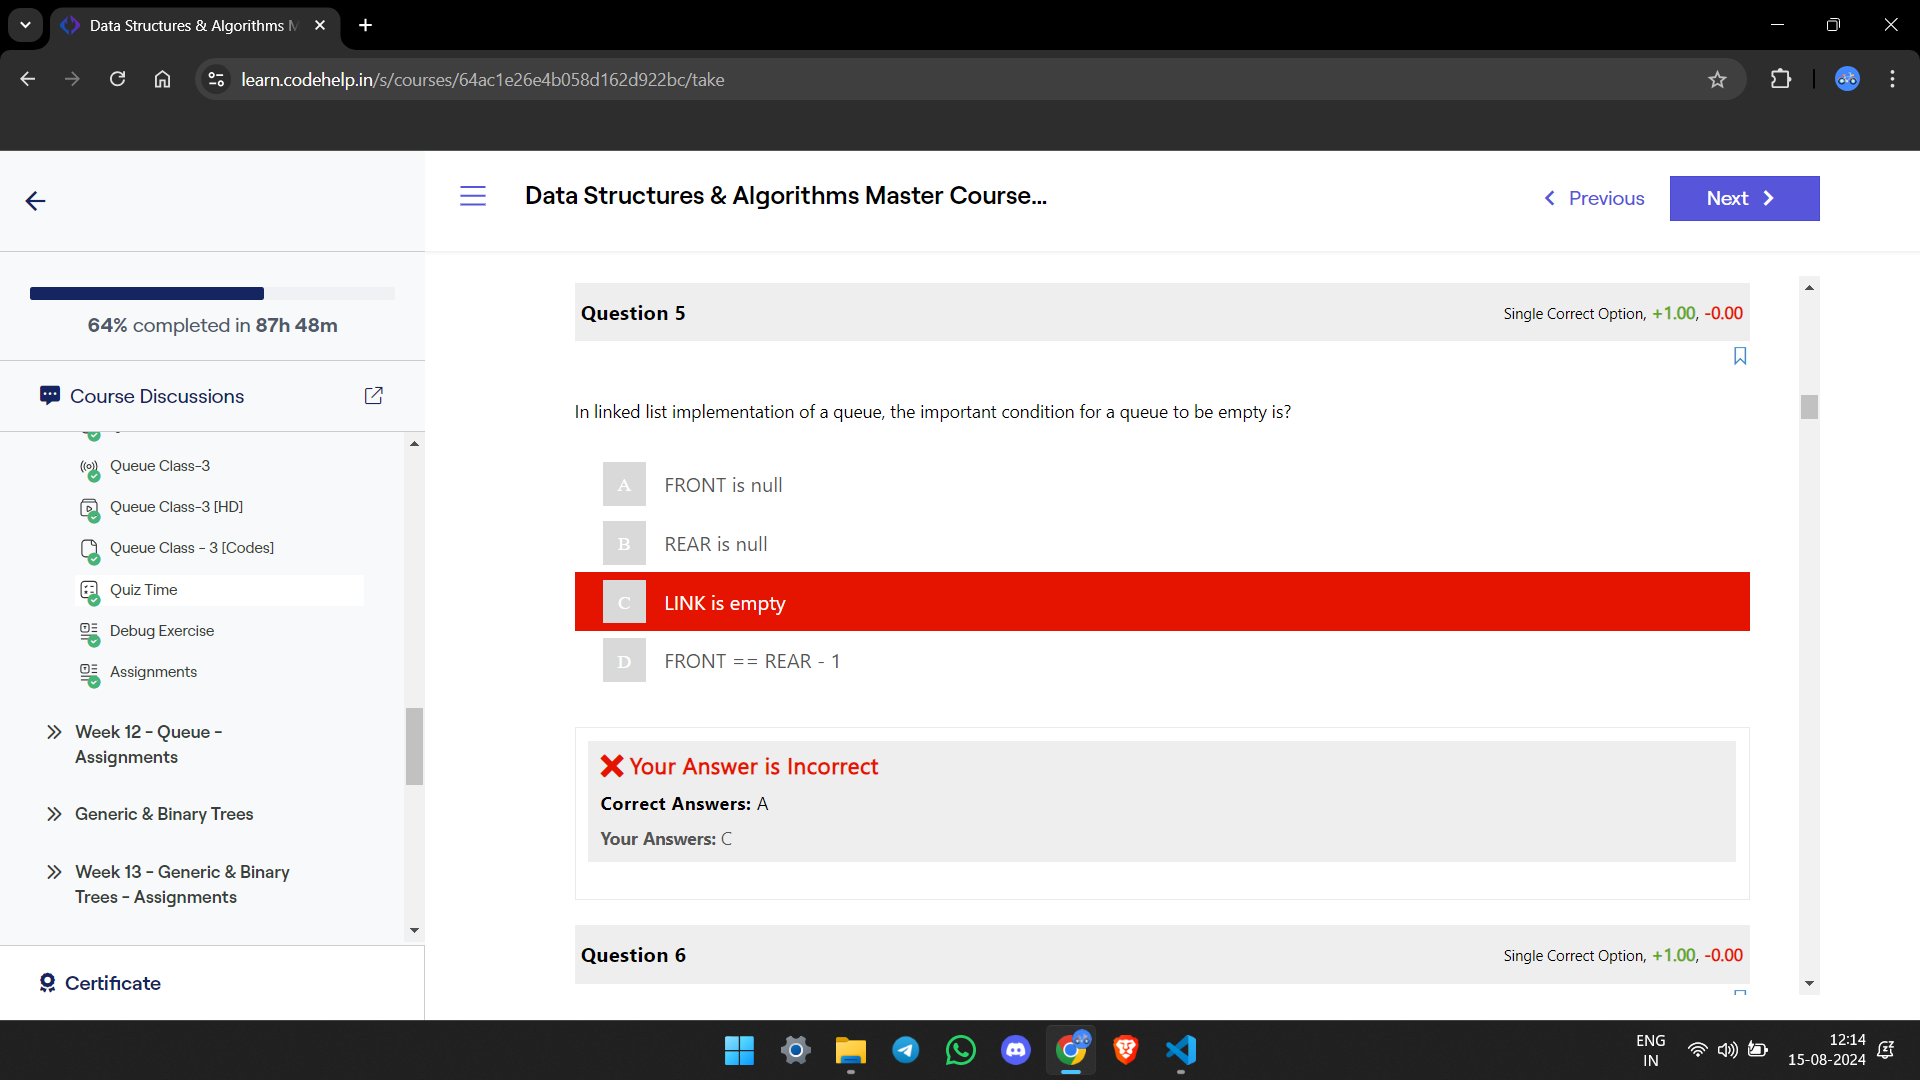 Data Structures & Algorithms M
learn.codehelp.in/s/courses/64ac1e26e4b058d162d922bc/take
Data Structures & Algorithms Master Course...
Previous
Next
64% completed in 87h 48m
Course Discussions
Queue Class-3
Queue Class-3 [HD]
Queue Class - 3 [Codes]
Quiz Time
Debug Exercise
Assignments
Week 12 - Queue -
Assignments
Generic & Binary Trees
Week 13 - Generic & Binary
Trees - Assignments
Certificate
Question 5
Single Correct Option, +1.00, -0.00
In linked list implementation of a queue, the important condition for a queue to be empty is?
A FRONT is null
B REAR is null
C LINK is empty
D FRONT == REAR - 1
Your Answer is Incorrect
Correct Answers: A
Your Answers: C
Question 6
Single Correct Option, +1.00, -0.00
ENG
IN
12:14
15-08-2024